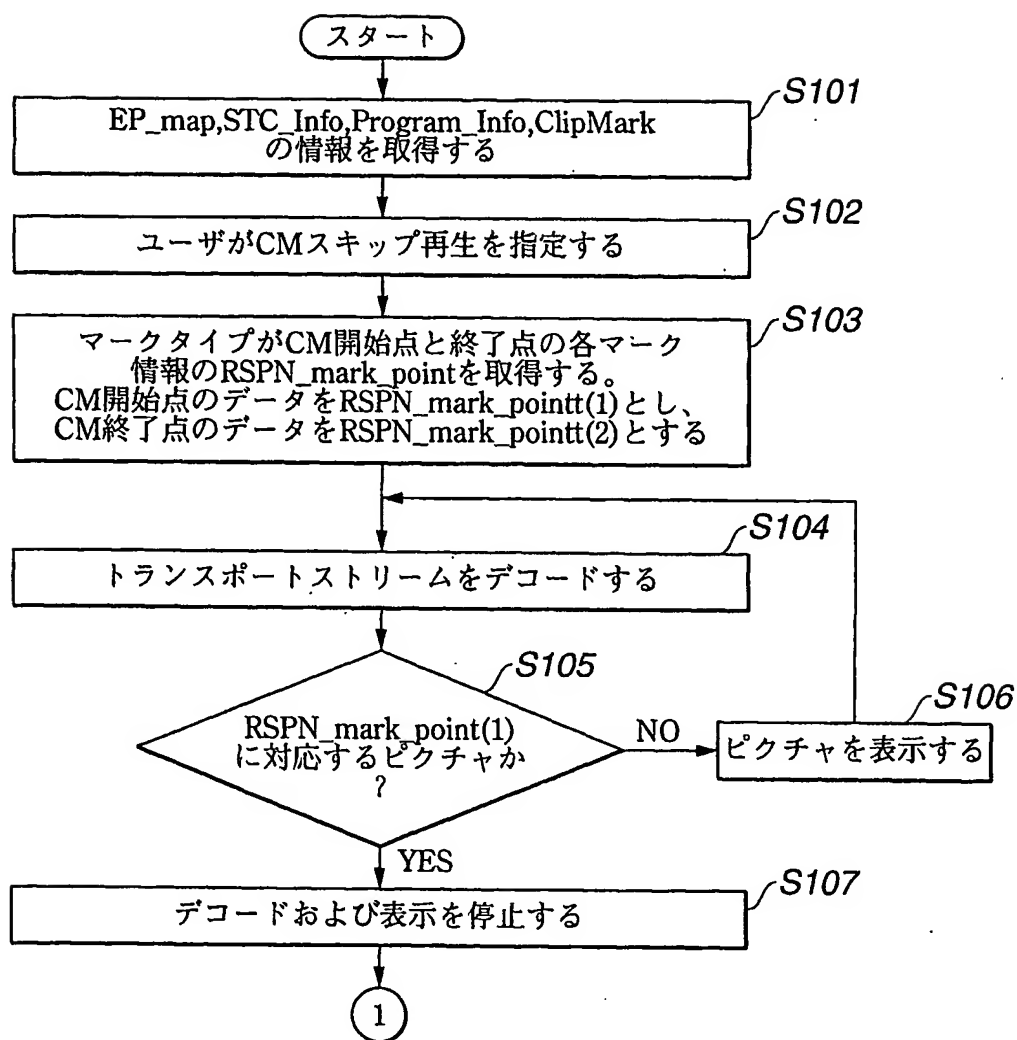 スタート
S101
EP_map,STC_Info,Program_Info,ClipMark
の情報を取得する
S102
ユーザがCMスキップ再生を指定する
S103
マークタイプがCM開始点と終了点の各マーク
情報のRSPN_mark_pointを取得する。
CM開始点のデータをRSPN_mark_pointt(1)とし、
CM終了点のデータをRSPN_mark_pointt(2)とする
S104
トランスポートストリームをデコードする
S105
RSPN_mark_point(1)
に対応するピクチャか
?
NO
S106
ピクチャを表示する
YES
S107
デコードおよび表示を停止する
1